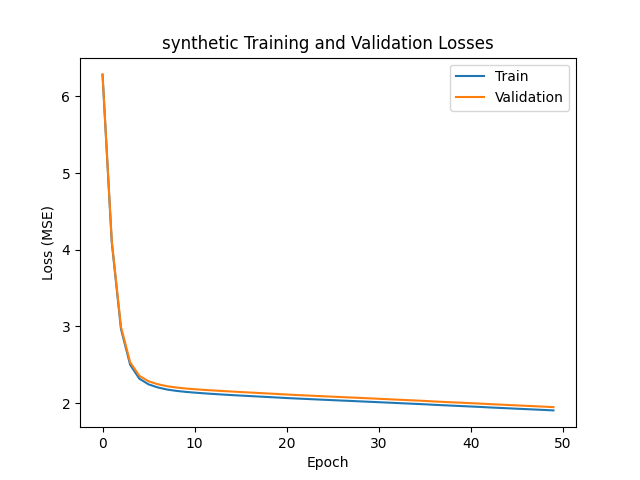 synthetic Training and Validation Losses
Train
Validation
Loss (MSE)
6
5
4
3
2
0
10
20
30
40
50
Epoch